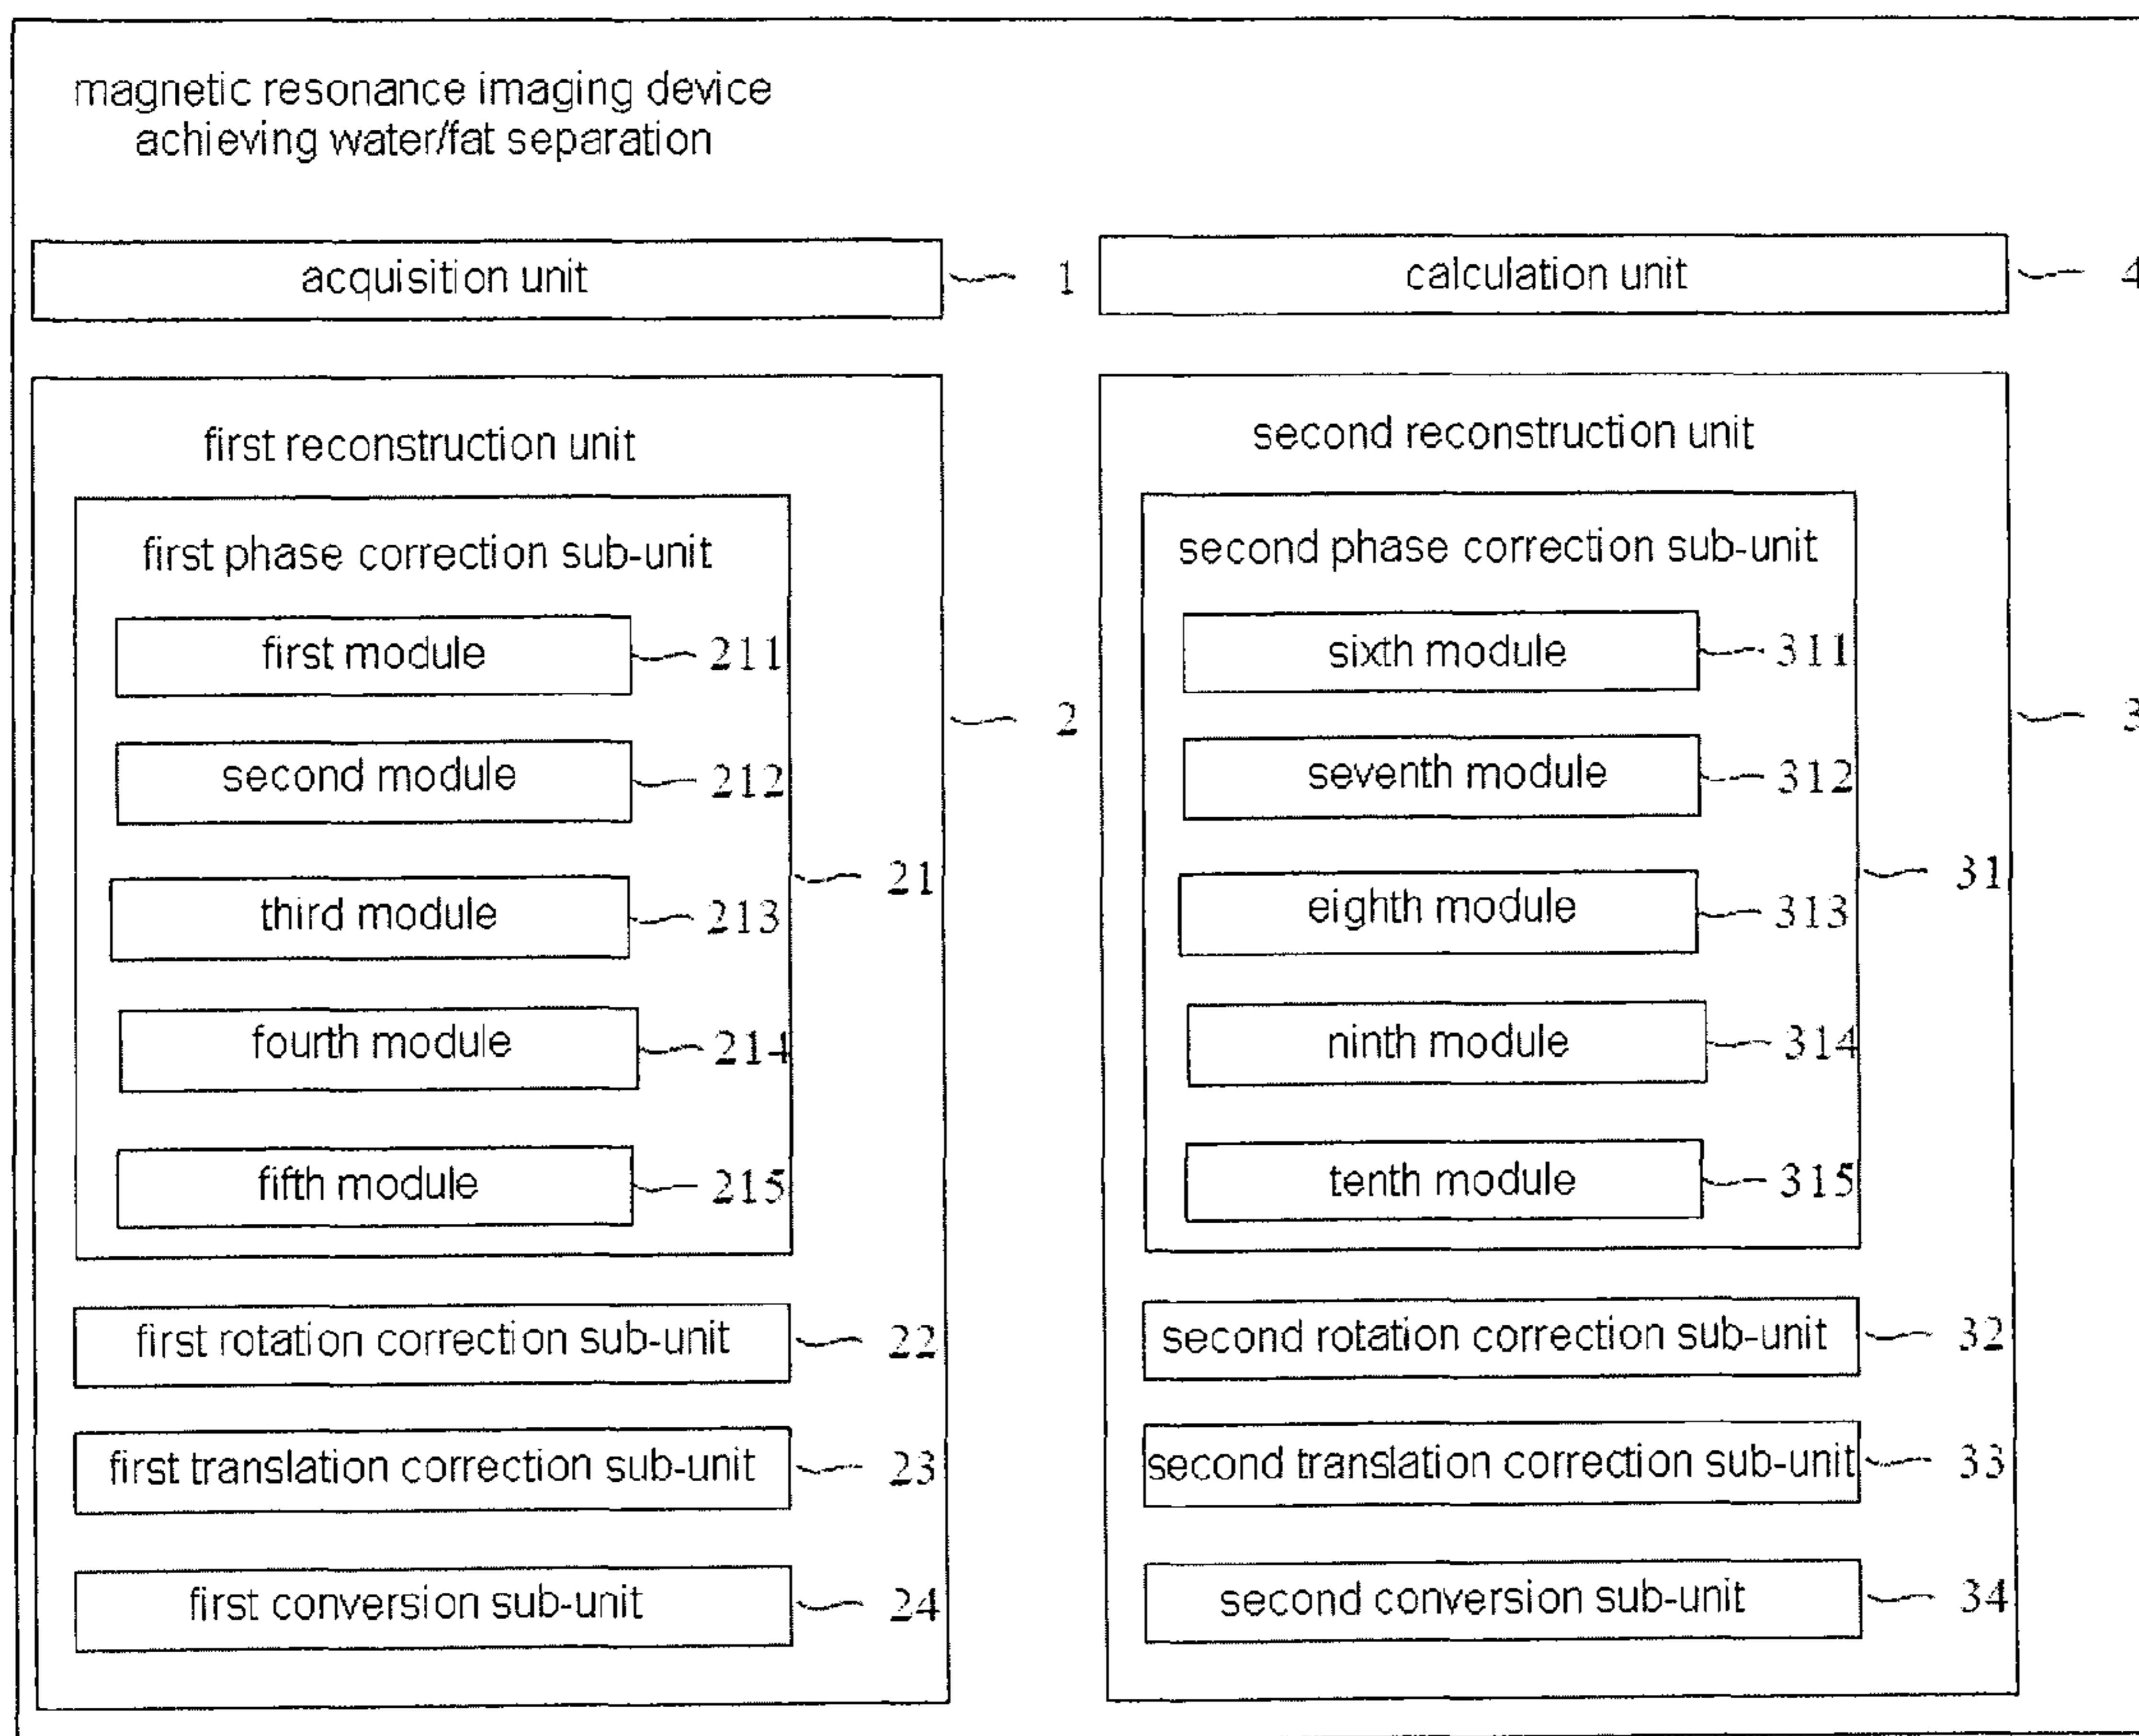 magnetic resonance imaging device
achieving water/fat separation
acquisition unit
1
calculation unit
4
first reconstruction unit
first phase correction sub-unit
first module
211
second module
212
third module
213
fourth module
214
fifth module
215
21
2
first rotation correction sub-unit
22
first translation correction sub-unit
23
first conversion sub-unit
24
second reconstruction unit
second phase correction sub-unit
sixth module
311
seventh module
312
eighth module
313
ninth module
314
tenth module
315
31
3
second rotation correction sub-unit
32
second translation correction sub-unit
33
second conversion sub-unit
34